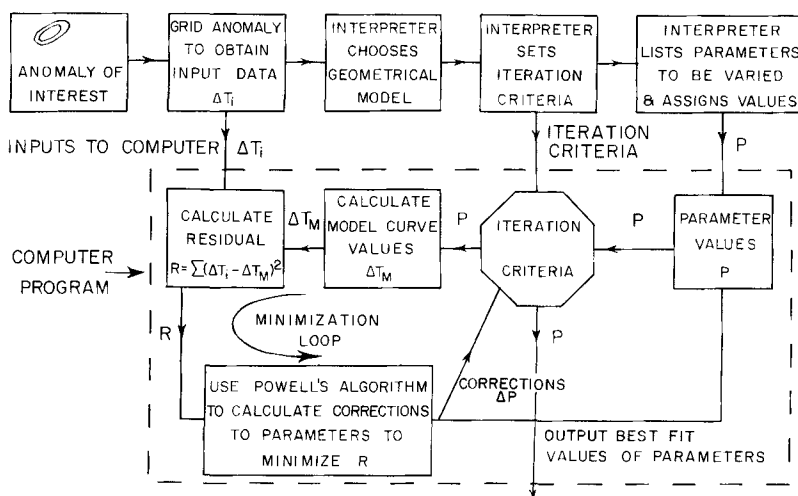 ANOMALY OF
INTEREST
GRID ANOMALY
TO OBTAIN
INPUT DATA
ΔTi
INTERPRETER
CHOOSES
GEOMETRICAL
MODEL
INTERPRETER
SETS
ITERATION
CRITERIA
INTERPRETER
LISTS PARAMETERS
TO BE VARIED
& ASSIGNS VALUES
INPUTS TO COMPUTER
ΔTi
ITERATION
CRITERIA
P
COMPUTER
PROGRAM
CALCULATE
RESIDUAL
R=∑(ΔTi-ΔTM)²
ΔTM
CALCULATE
MODEL CURVE
VALUES
ΔTM
P
ITERATION
CRITERIA
P
PARAMETER
VALUES
P
R
MINIMIZATION
LOOP
P
USE POWELL'S ALGORITHM
TO CALCULATE CORRECTIONS
TO PARAMETERS TO
MINIMIZE R
CORRECTIONS
ΔP
OUTPUT BEST FIT
VALUES OF PARAMETERS